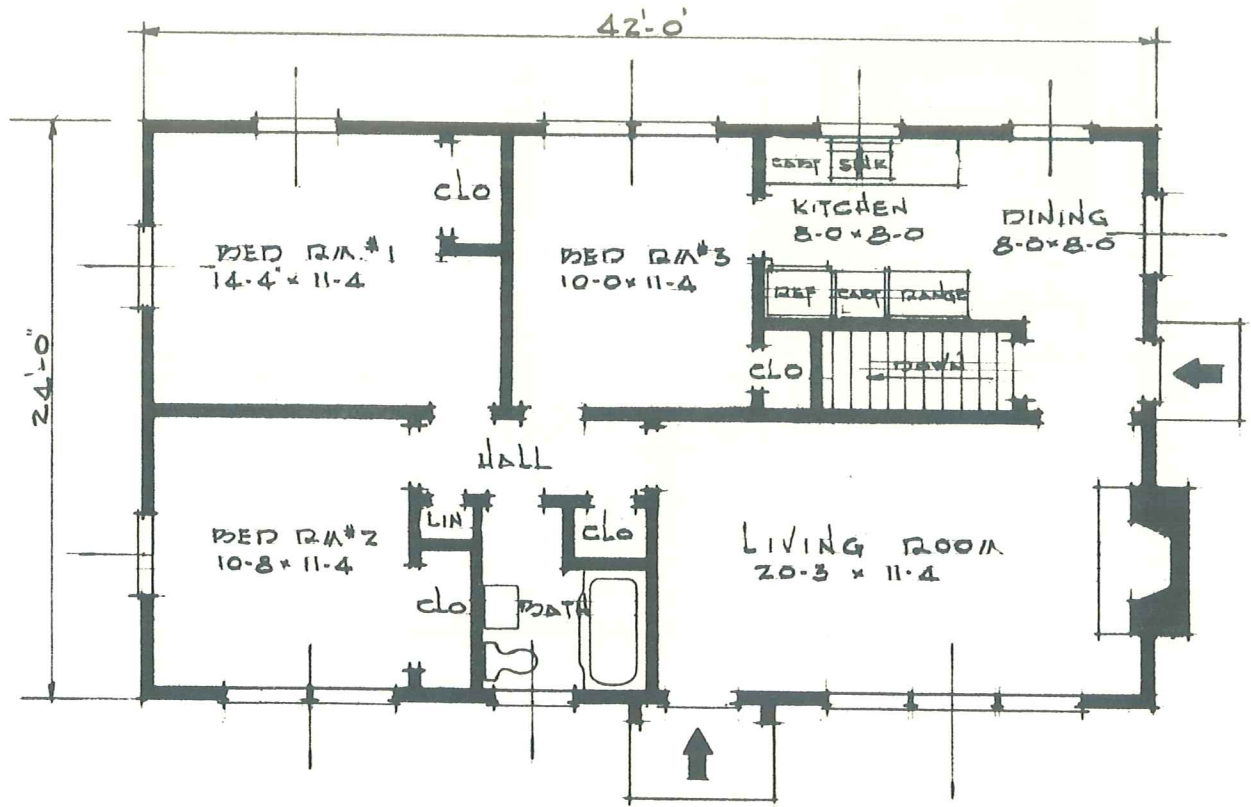 42'-0"
24'-0"
CLO
BED RM. #1
14-4" x 11-4
BED RM #3
10-0 x 11-4
CABT SINK
KITCHEN
8-0 x 8-0
DINING
8-0 x 8-0
REF CABT RANGE
CLO
DOWN
HALL
BED RM #2
10-8 x 11-4
LIN
CLO
CLO
BATH
LIVING ROOM
20-3 x 11-4